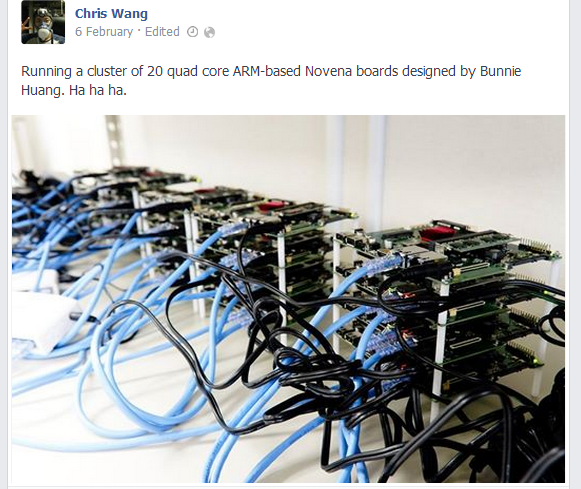 Chris Wang
6 February · Edited
Running a cluster of 20 quad core ARM-based Novena boards designed by Bunnie
Huang. Ha ha ha.